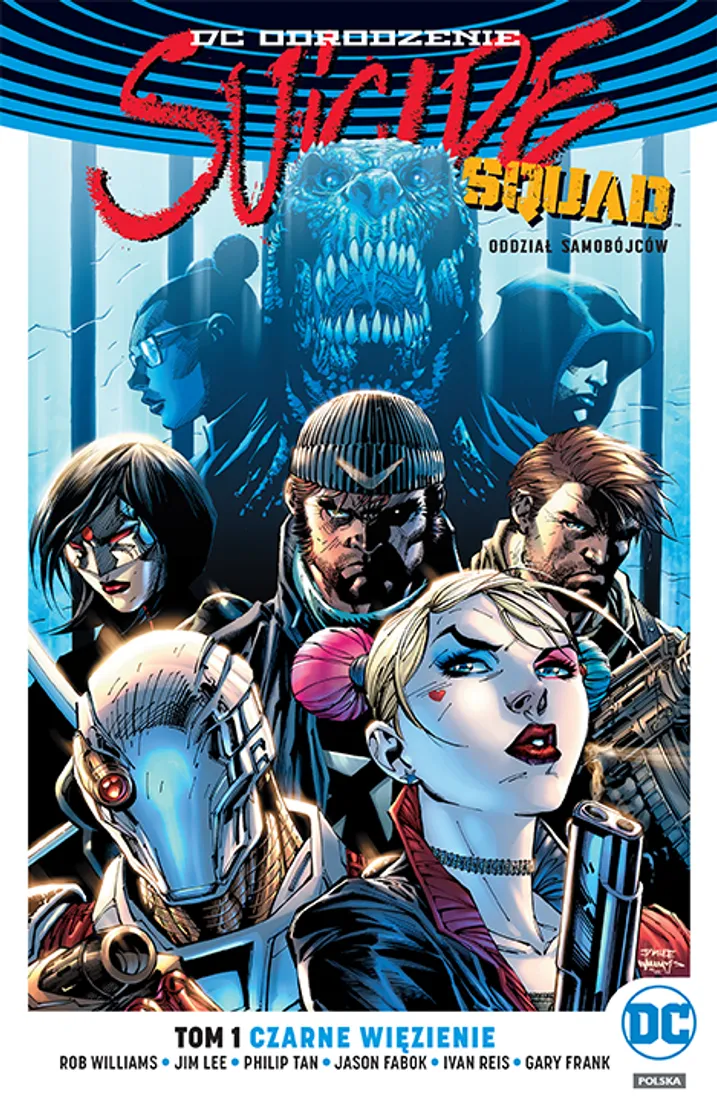 DC ODRODZENIE
SUICIDE
SQUAD™
ODDZIAŁ SAMOBÓJCÓW
TOM 1 CZARNE WIĘZIENIE
ROB WILLIAMS • JIM LEE • PHILIP TAN • JASON FABOK • IVAN REIS • GARY FRANK
DC
POLSKA